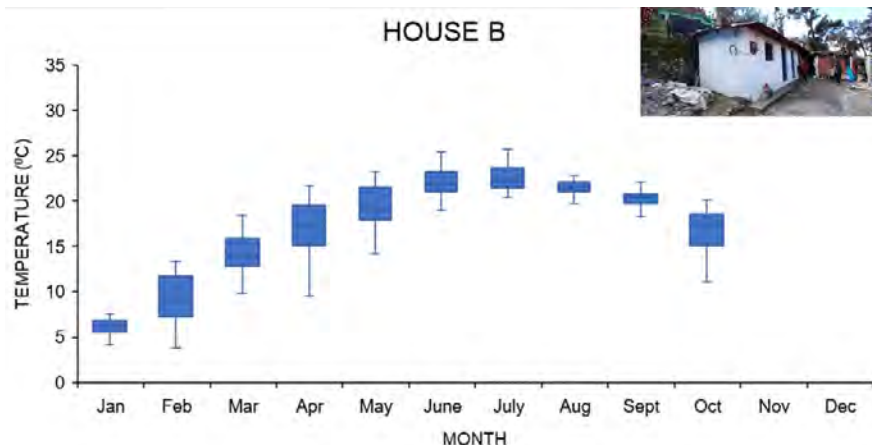 HOUSE B
35
30
25
20
15
10
5
0
TEMPERATURE (ºC)
Jan Feb Mar Apr May June July Aug Sept Oct Nov Dec
MONTH